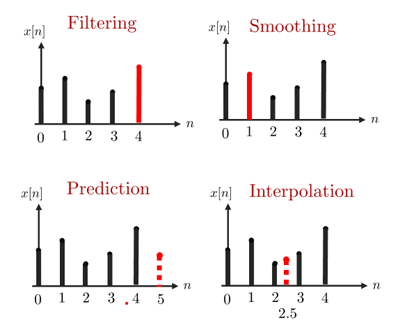 Filtering
x[n]
n
0 1 2 3 4
Smoothing
x[n]
n
0 1 2 3 4
Prediction
x[n]
n
0 1 2 3 4 5
Interpolation
x[n]
n
0 1 2 3 4
2.5